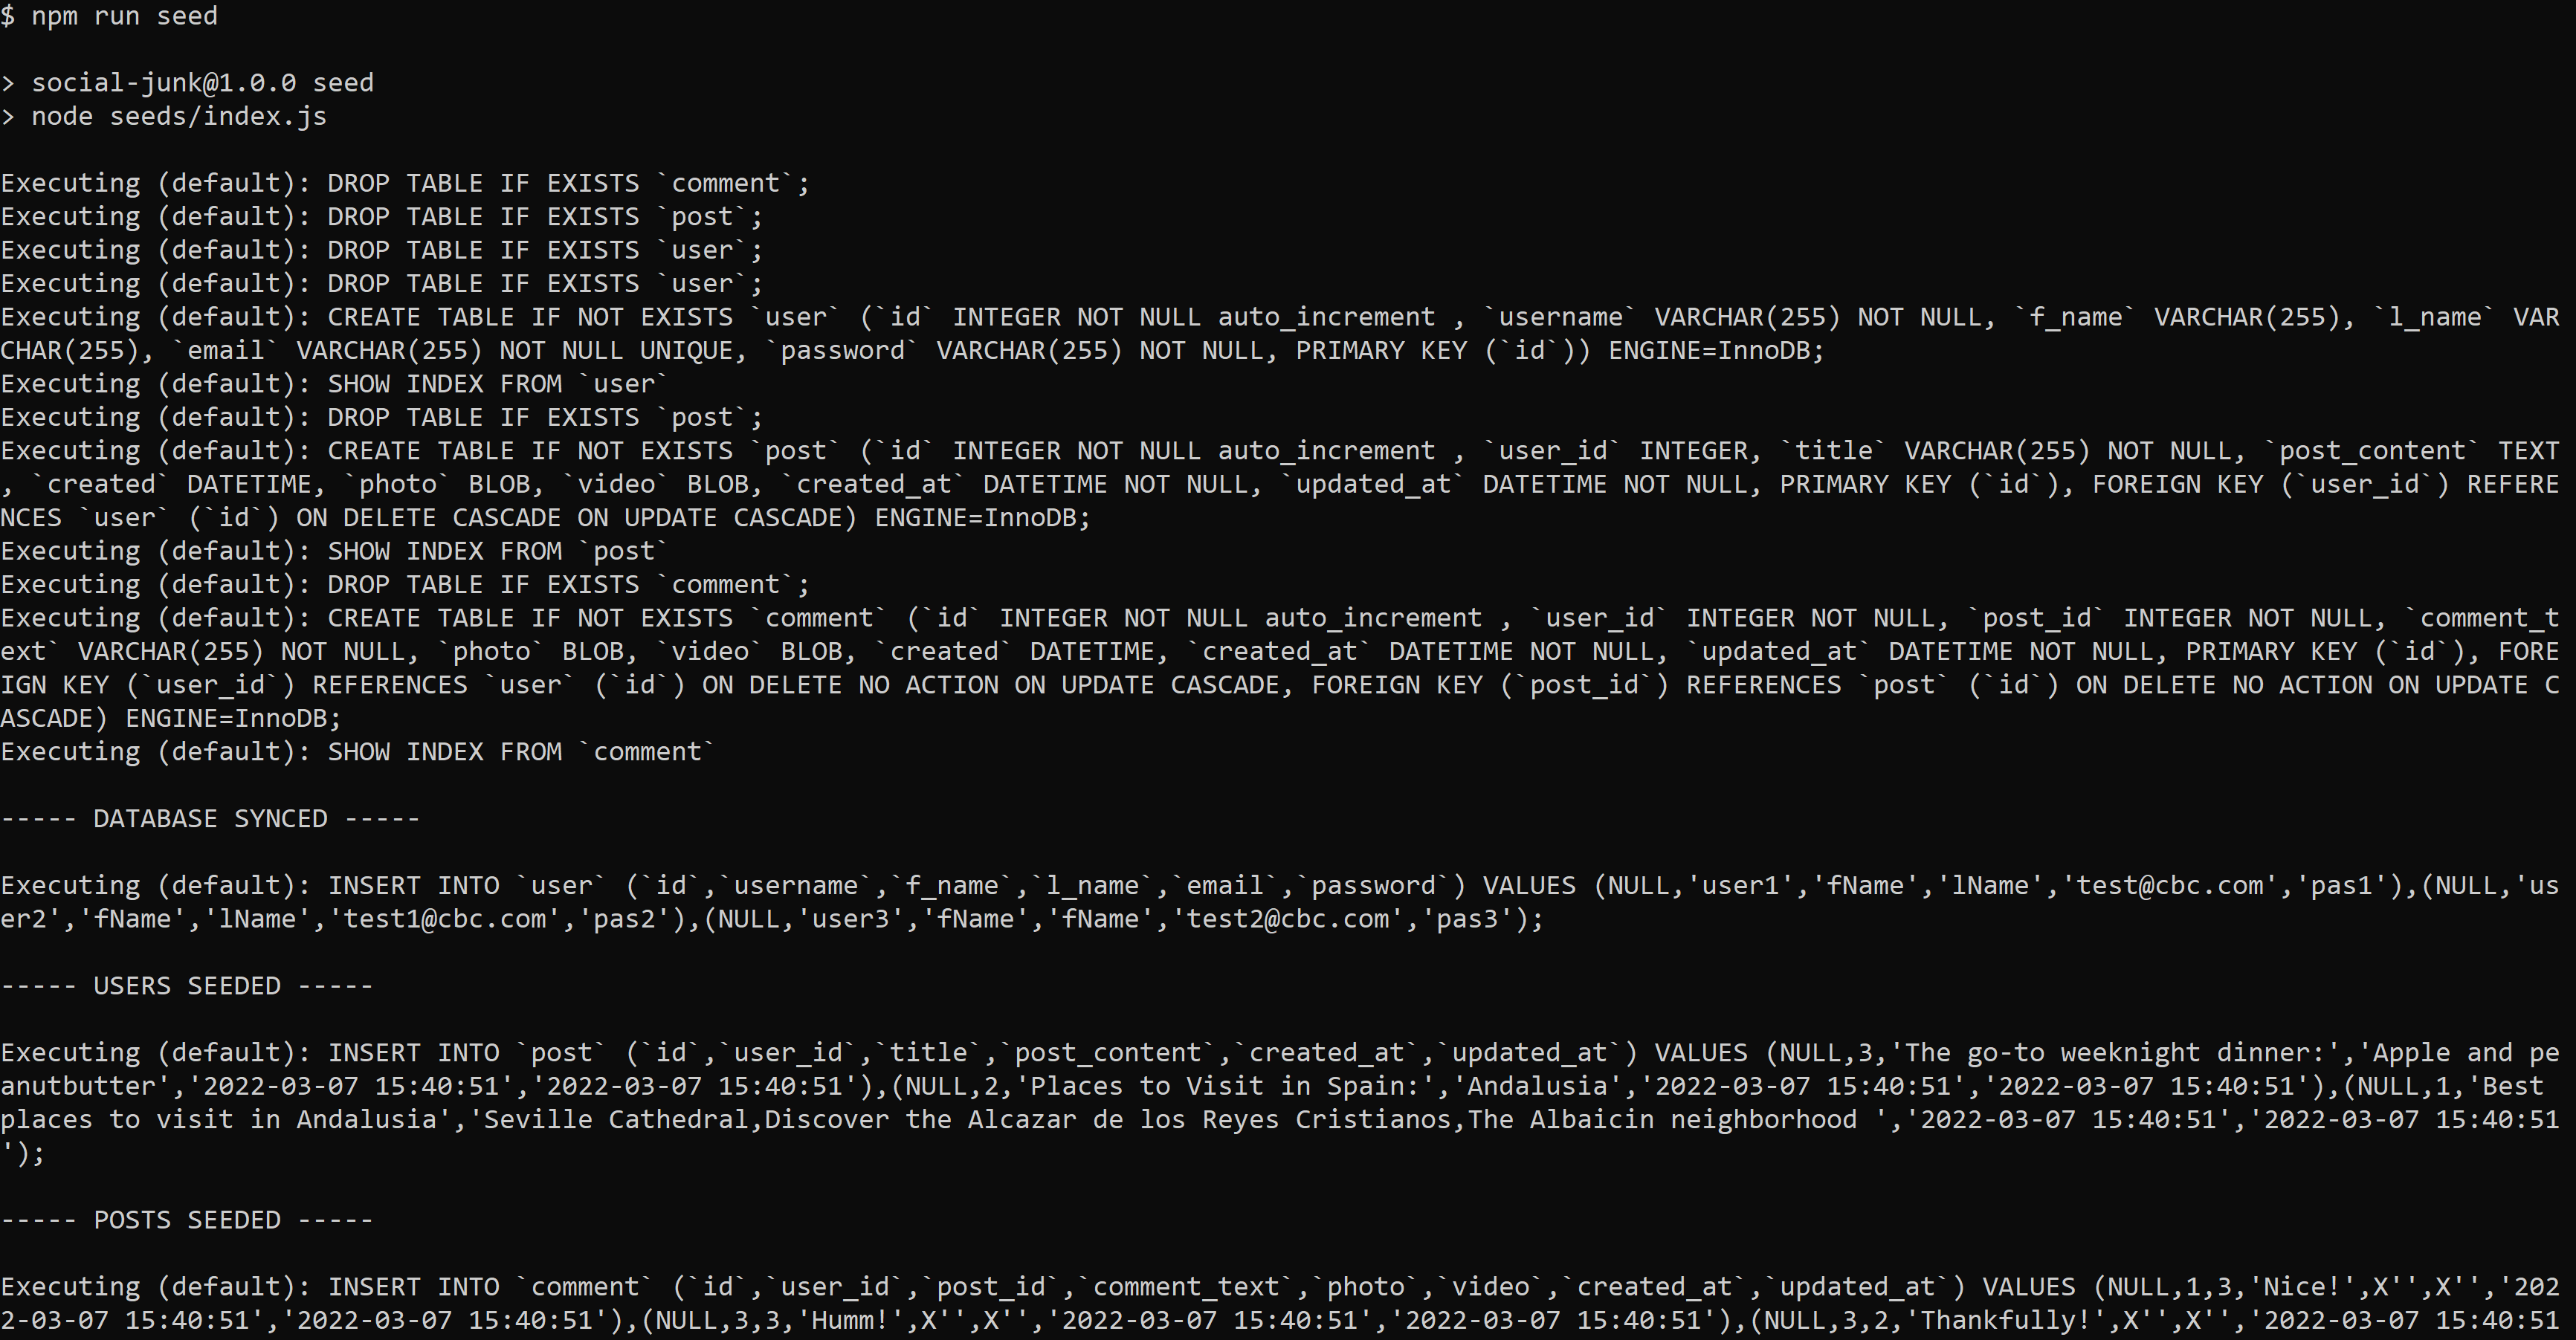 $ npm run seed
> social-junk@1.0.0 seed
> node seeds/index.js
Executing (default): DROP TABLE IF EXISTS `comment`;
Executing (default): DROP TABLE IF EXISTS `post`;
Executing (default): DROP TABLE IF EXISTS `user`;
Executing (default): DROP TABLE IF EXISTS `user`;
Executing (default): CREATE TABLE IF NOT EXISTS `user` (`id` INTEGER NOT NULL auto_increment , `username` VARCHAR(255) NOT NULL, `f_name` VARCHAR(255), `l_name` VAR
CHAR(255), `email` VARCHAR(255) NOT NULL UNIQUE, `password` VARCHAR(255) NOT NULL, PRIMARY KEY (`id`)) ENGINE=InnoDB;
Executing (default): SHOW INDEX FROM `user`
Executing (default): DROP TABLE IF EXISTS `post`;
Executing (default): CREATE TABLE IF NOT EXISTS `post` (`id` INTEGER NOT NULL auto_increment , `user_id` INTEGER, `title` VARCHAR(255) NOT NULL, `post_content` TEXT
, `created` DATETIME, `photo` BLOB, `video` BLOB, `created_at` DATETIME NOT NULL, `updated_at` DATETIME NOT NULL, PRIMARY KEY (`id`), FOREIGN KEY (`user_id`) REFERE
NCES `user` (`id`) ON DELETE CASCADE ON UPDATE CASCADE) ENGINE=InnoDB;
Executing (default): SHOW INDEX FROM `post`
Executing (default): DROP TABLE IF EXISTS `comment`;
Executing (default): CREATE TABLE IF NOT EXISTS `comment` (`id` INTEGER NOT NULL auto_increment , `user_id` INTEGER NOT NULL, `post_id` INTEGER NOT NULL, `comment_t
ext` VARCHAR(255) NOT NULL, `photo` BLOB, `video` BLOB, `created` DATETIME, `created_at` DATETIME NOT NULL, `updated_at` DATETIME NOT NULL, PRIMARY KEY (`id`), FORE
IGN KEY (`user_id`) REFERENCES `user` (`id`) ON DELETE NO ACTION ON UPDATE CASCADE, FOREIGN KEY (`post_id`) REFERENCES `post` (`id`) ON DELETE NO ACTION ON UPDATE C
ASCADE) ENGINE=InnoDB;
Executing (default): SHOW INDEX FROM `comment`
----- DATABASE SYNCED -----
Executing (default): INSERT INTO `user` (`id`,`username`,`f_name`,`l_name`,`email`,`password`) VALUES (NULL,'user1','fName','lName','test@cbc.com','pas1'),(NULL,'us
er2','fName','lName','test1@cbc.com','pas2'),(NULL,'user3','fName','fName','test2@cbc.com','pas3');
----- USERS SEEDED -----
Executing (default): INSERT INTO `post` (`id`,`user_id`,`title`,`post_content`,`created_at`,`updated_at`) VALUES (NULL,3,'The go-to weeknight dinner:','Apple and pe
anutbutter','2022-03-07 15:40:51','2022-03-07 15:40:51'),(NULL,2,'Places to Visit in Spain:','Andalusia','2022-03-07 15:40:51','2022-03-07 15:40:51'),(NULL,1,'Best
places to visit in Andalusia','Seville Cathedral,Discover the Alcazar de los Reyes Cristianos,The Albaicin neighborhood ','2022-03-07 15:40:51','2022-03-07 15:40:51
');
----- POSTS SEEDED -----
Executing (default): INSERT INTO `comment` (`id`,`user_id`,`post_id`,`comment_text`,`photo`,`video`,`created_at`,`updated_at`) VALUES (NULL,1,3,'Nice!',X'',X'','202
2-03-07 15:40:51','2022-03-07 15:40:51'),(NULL,3,3,'Humm!',X'',X'','2022-03-07 15:40:51','2022-03-07 15:40:51'),(NULL,3,2,'Thankfully!',X'',X'','2022-03-07 15:40:51